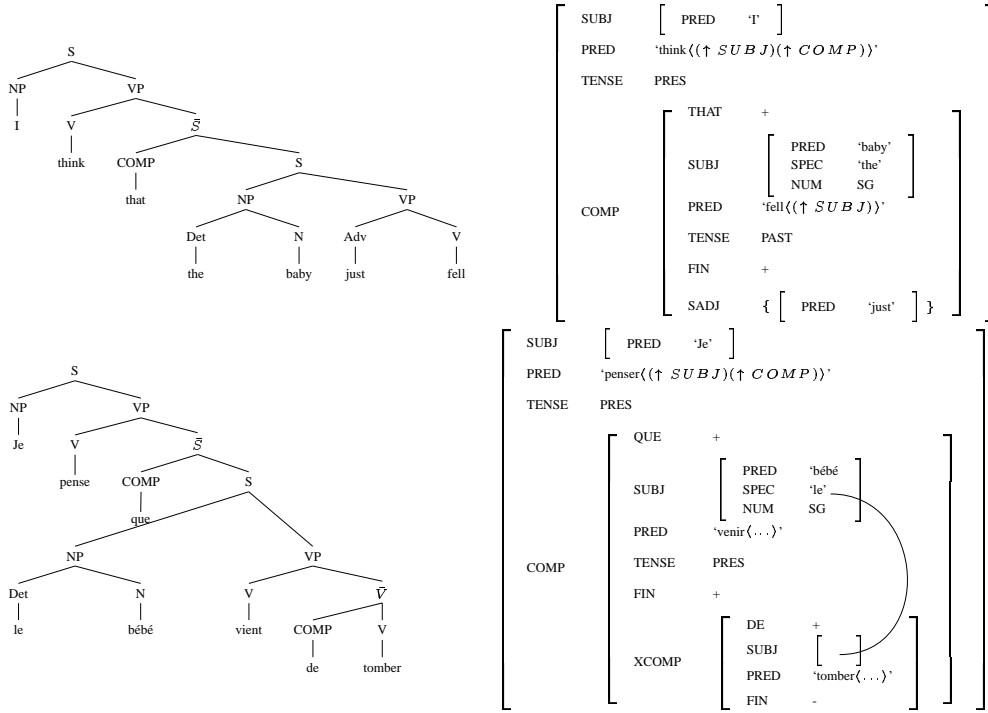 S
NP VP
I V S̄
think COMP S
that NP VP
Det N Adv V
the baby just fell
SUBJ [ PRED ‘I’ ]
PRED ‘think⟨(↑ SUBJ)(↑ COMP)⟩’
TENSE PRES
COMP
THAT +
SUBJ
PRED ‘baby’
SPEC ‘the’
NUM SG
PRED ‘fell⟨(↑ SUBJ)⟩’
TENSE PAST
FIN +
SADJ { [ PRED ‘just’ ] }
S
NP VP
Je V S̄
pense COMP S
que
NP VP
Det N V V̄
le bébé vient COMP V
de tomber
SUBJ [ PRED ‘Je’ ]
PRED ‘penser⟨(↑ SUBJ)(↑ COMP)⟩’
TENSE PRES
COMP
QUE +
SUBJ
PRED ‘bébé
SPEC ‘le’
NUM SG
PRED ‘venir⟨...⟩’
TENSE PRES
FIN +
XCOMP
DE +
SUBJ [ ]
PRED ‘tomber⟨...⟩’
FIN -